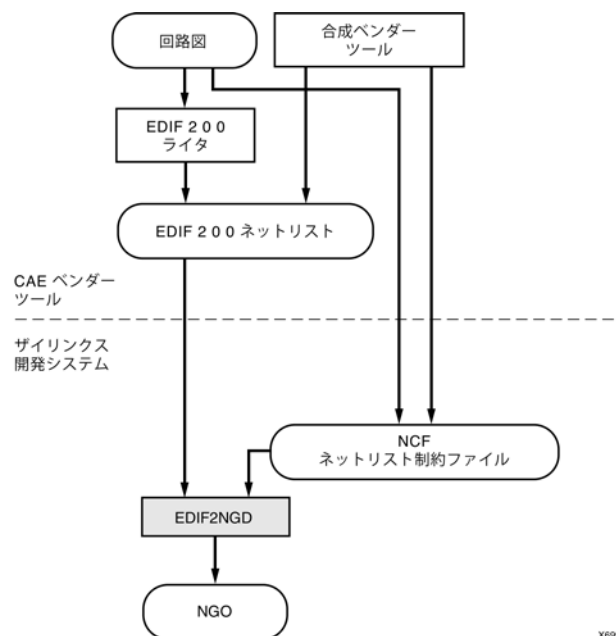 回路図
合成ベンダー
ツール
EDIF 2 0 0
ライタ
EDIF 2 0 0 ネットリスト
CAE ベンダー
ツール
ザイリンクス
開発システム
NCF
ネットリスト制約ファイル
EDIF2NGD
NGO